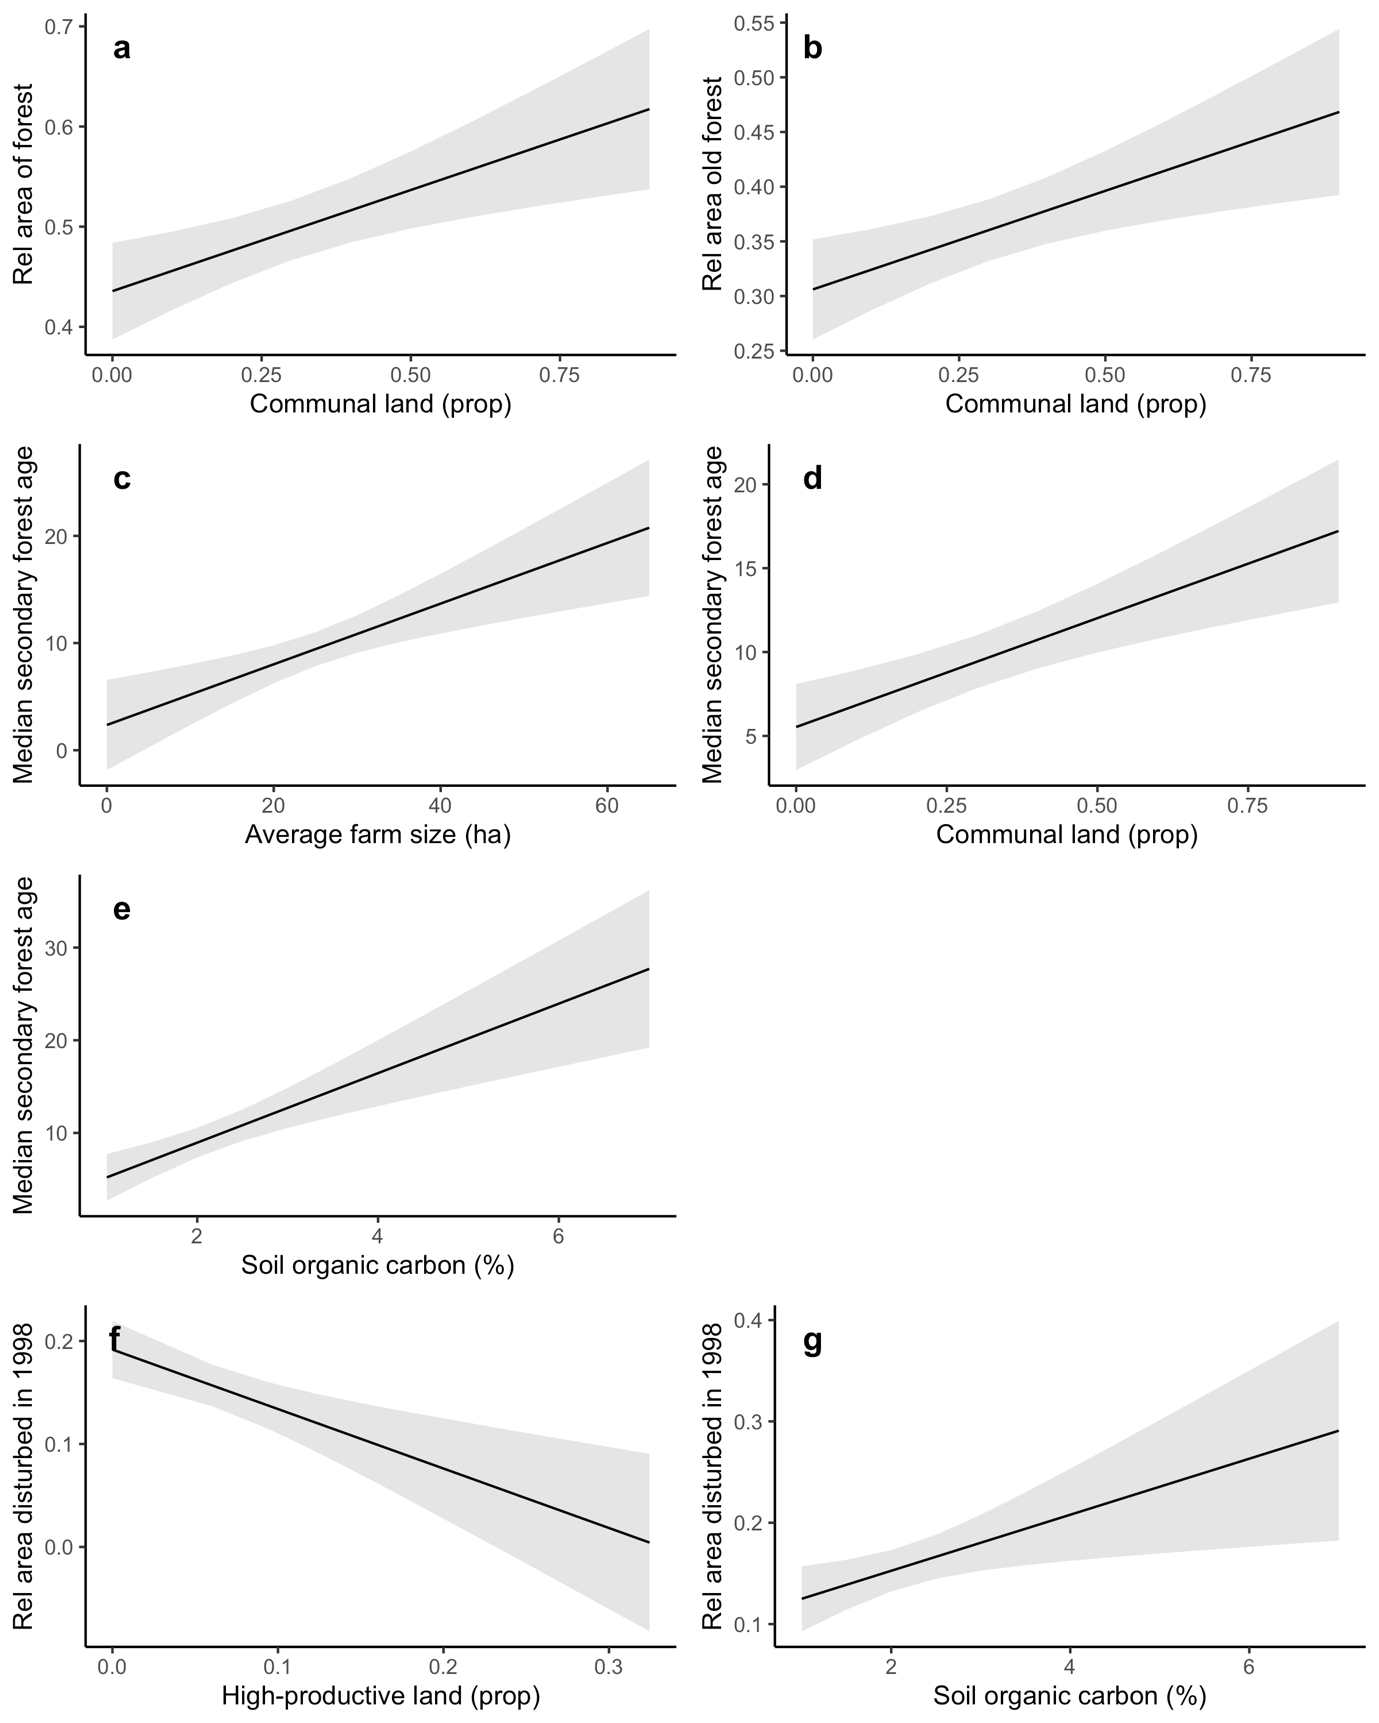 a
Rel area of forest
0.7
0.6
0.5
0.4
0.00 0.25 0.50 0.75
Communal land (prop)
b
Rel area old forest
0.55
0.50
0.45
0.40
0.35
0.30
0.25
0.00 0.25 0.50 0.75
Communal land (prop)
c
Median secondary forest age
20
10
0
0 20 40 60
Average farm size (ha)
d
Median secondary forest age
20
15
10
5
0.00 0.25 0.50 0.75
Communal land (prop)
e
Median secondary forest age
30
20
10
2 4 6
Soil organic carbon (%)
f
Rel area disturbed in 1998
0.2
0.1
0.0
0.0 0.1 0.2 0.3
High-productive land (prop)
g
Rel area disturbed in 1998
0.4
0.3
0.2
0.1
2 4 6
Soil organic carbon (%)